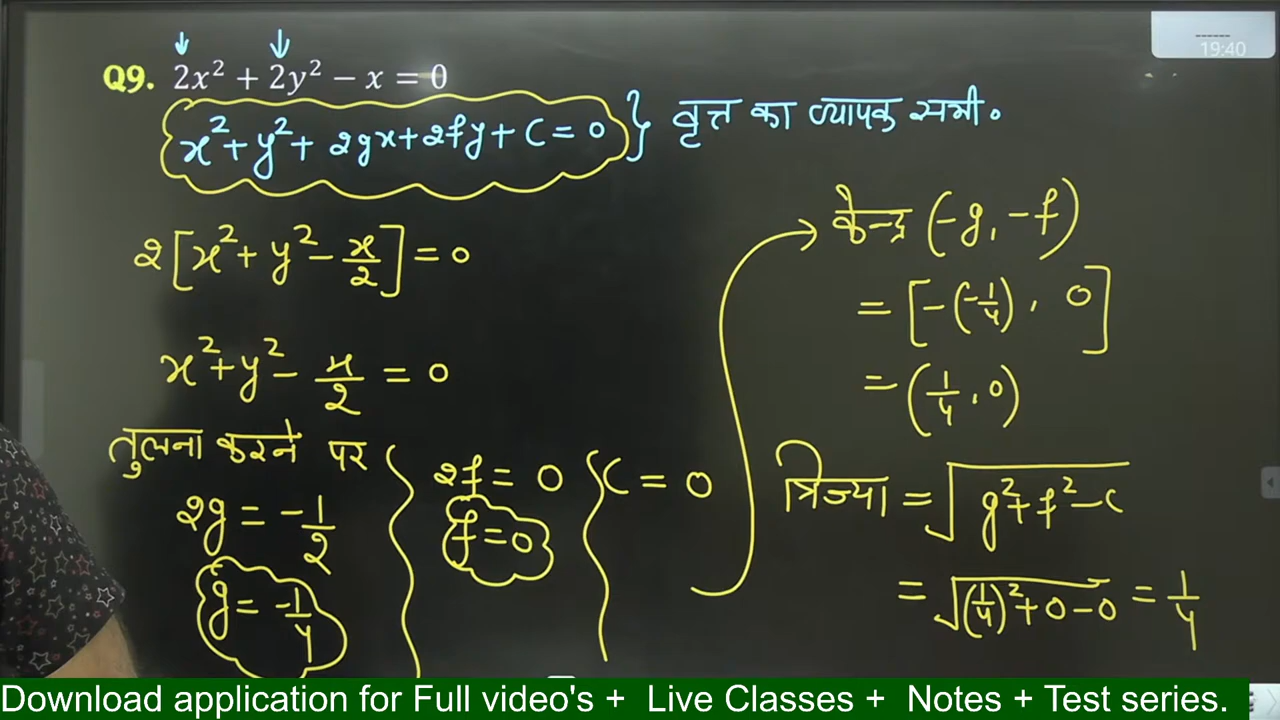 19:40
Q9. 2x² + 2y² − x = 0
x² + y² + 2gx + 2fy + c = 0 } वृत्त का व्यापक समी०
2[x² + y² − x/2] = 0
x² + y² − x/2 = 0
तुलना करने पर
2g = −1/2
g = −1/4
2f = 0
f = 0
c = 0
केन्द्र (−g, −f)
= [−(−1/4), 0]
= (1/4, 0)
त्रिज्या = √(g² + f² − c)
= √((1/4)² + 0 − 0) = 1/4
Download application for Full video's + Live Classes + Notes + Test series.